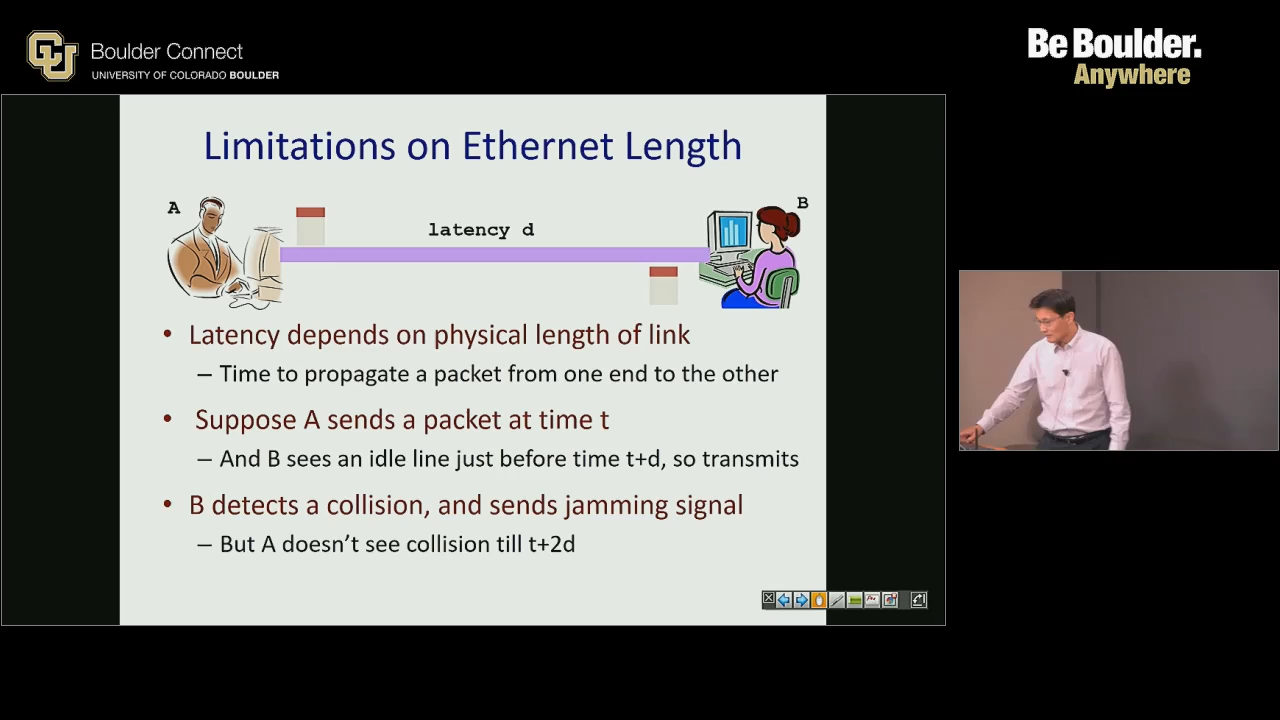 CU
Boulder Connect
UNIVERSITY OF COLORADO BOULDER
Be Boulder.
Anywhere
Limitations on Ethernet Length
A
B
latency d
• Latency depends on physical length of link
– Time to propagate a packet from one end to the other
• Suppose A sends a packet at time t
– And B sees an idle line just before time t+d, so transmits
• B detects a collision, and sends jamming signal
– But A doesn't see collision till t+2d